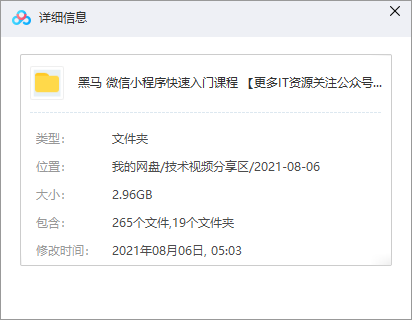 详细信息
黑马 微信小程序快速入门课程 【更多IT资源关注公众号...
类型： 文件夹
位置： 我的网盘/技术视频分享区/2021-08-06
大小： 2.96GB
包含： 265个文件,19个文件夹
修改时间： 2021年08月06日, 05:03